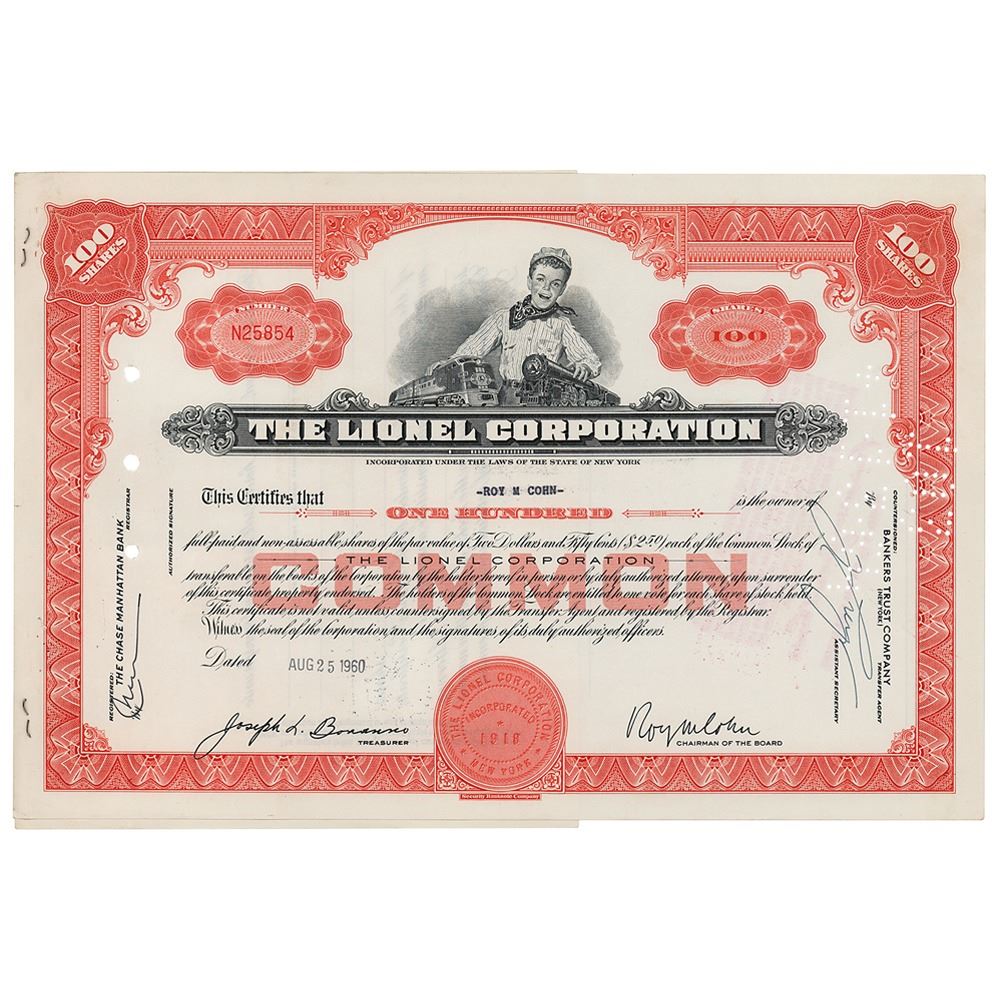 100 SHARES
100 SHARES
NUMBER
N25854
SHARES
100
THE LIONEL CORPORATION
INCORPORATED UNDER THE LAWS OF THE STATE OF NEW YORK
This Certifies that
-ROY M COHN-
is the owner of
ONE HUNDRED
full-paid and non-assessable shares of the par value of Two Dollars and Fifty Cents ($2.50) each of the Common Stock of
THE LIONEL CORPORATION
COMMON
transferable on the books of the Corporation by the holder hereof in person or by duly authorized attorney, upon surrender
of this certificate properly endorsed. The holders of the Common Stock are entitled to one vote for each share of stock held.
This certificate is not valid unless countersigned by the Transfer Agent and registered by the Registrar.
Witness the seal of the Corporation, and the signatures of its duly authorized officers.
Dated AUG 25 1960
Joseph L. Bonanno
TREASURER
THE LIONEL CORPORATION
INCORPORATED
1918
NEW YORK
Roy M Cohn
CHAIRMAN OF THE BOARD
Security Banknote Company
REGISTERED:
THE CHASE MANHATTAN BANK
REGISTRAR
AUTHORIZED SIGNATURE
COUNTERSIGNED:
BANKERS TRUST COMPANY
(NEW YORK)
TRANSFER AGENT
By
ASSISTANT SECRETARY